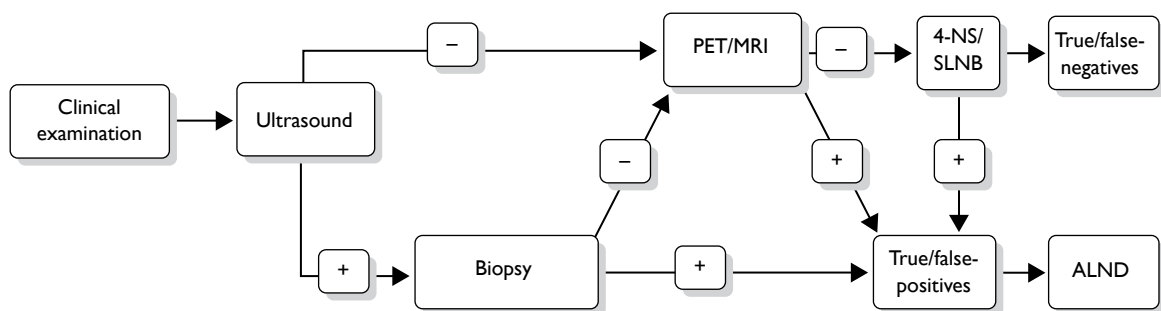 –
PET/MRI
–
4-NS/
SLNB
True/false-
negatives
Clinical
examination
Ultrasound
–
+
+
+
Biopsy
+
True/false-
positives
ALND